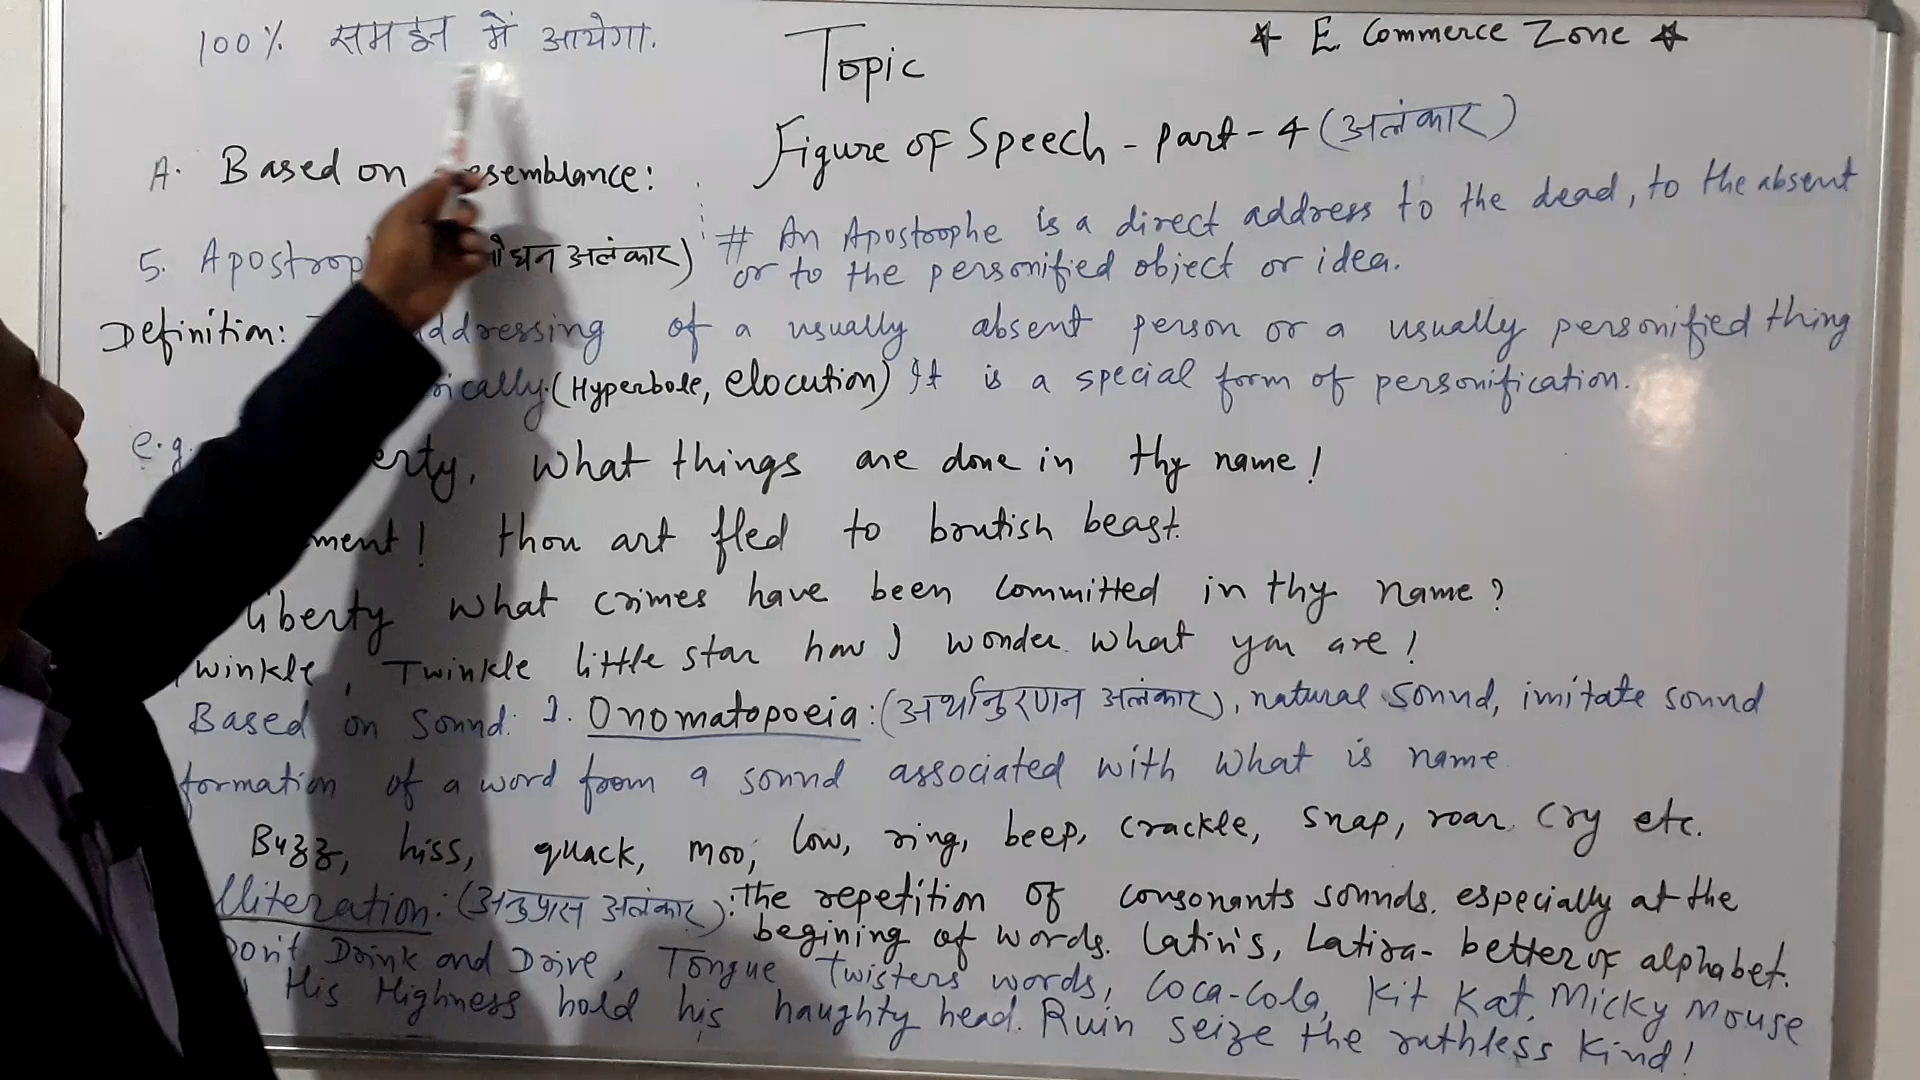 100% समझ में आयेगा.
Topic
☆ E. Commerce Zone ☆
Figure of Speech - part - 4 (अलंकार)
A. Based on semblance:
5. Apostrop धन अलंकार)
# An Apostrophe is a direct address to the dead, to the absent
or to the personified object or idea.
Definition: ddressing of a usually absent person or a usually personified thing
rically. (Hyperbole, elocution) It is a special form of personification.
e.g. erty, what things are done in thy name!
ment! thou art fled to brutish beast.
liberty what crimes have been committed in thy name?
winkle, Twinkle little star how I wonder what you are!
Based on Sound: 1. Onomatopoeia: (अर्थानुरणन अलंकार), natural sound, imitate sound
formation of a word from a sound associated with what is name
Buzz, hiss, quack, moo, low, ring, beep, crackle, snap, roar, cry etc.
lliteration: (अनुप्रास अलंकार): The repetition of consonants sounds. especially at the
begining of words. Latin's, Latira- better of alphabet.
Don't Drink and Drive, Tongue Twisters words, Coca-Cola, Kit Kat, Micky Mouse
His Highness hold his haughty head. Ruin seize the ruthless kind!